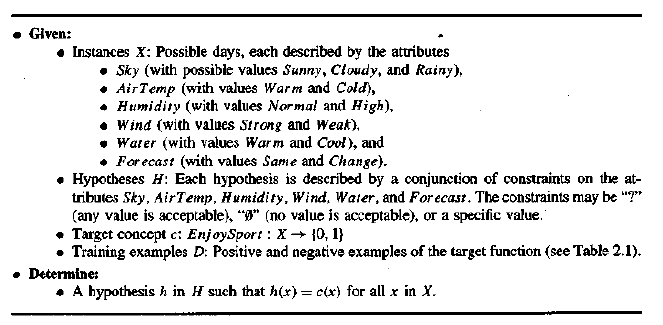 • Given:
• Instances X: Possible days, each described by the attributes
• Sky (with possible values Sunny, Cloudy, and Rainy),
• AirTemp (with values Warm and Cold),
• Humidity (with values Normal and High),
• Wind (with values Strong and Weak),
• Water (with values Warm and Cool), and
• Forecast (with values Same and Change).
• Hypotheses H: Each hypothesis is described by a conjunction of constraints on the at-
tributes Sky, AirTemp, Humidity, Wind, Water, and Forecast. The constraints may be “?”
(any value is acceptable), “∅” (no value is acceptable), or a specific value.
• Target concept c: EnjoySport : X → {0, 1}
• Training examples D: Positive and negative examples of the target function (see Table 2.1).
• Determine:
• A hypothesis h in H such that h(x) = c(x) for all x in X.